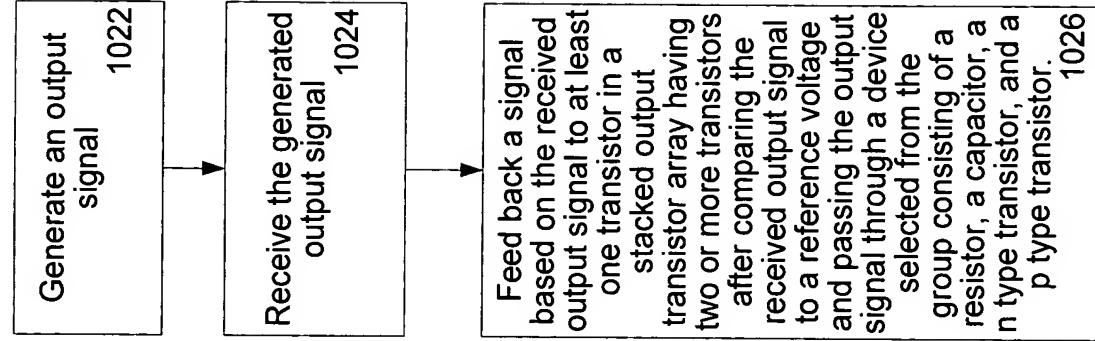 Generate an output
signal
1022
Receive the generated
output signal
1024
Feed back a signal
based on the received
output signal to at least
one transistor in a
stacked output
transistor array having
two or more transistors
after comparing the
received output signal
to a reference voltage
and passing the output
signal through a device
selected from the
group consisting of a
resistor, a capacitor, a
n type transistor, and a
p type transistor.
1026